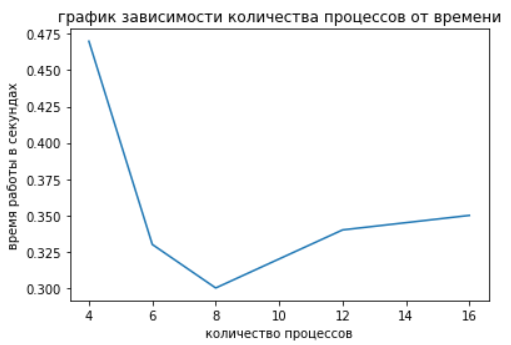 график зависимости количества процессов от времени
время работы в секундах
0.475
0.450
0.425
0.400
0.375
0.350
0.325
0.300
4 6 8 10 12 14 16
количество процессов